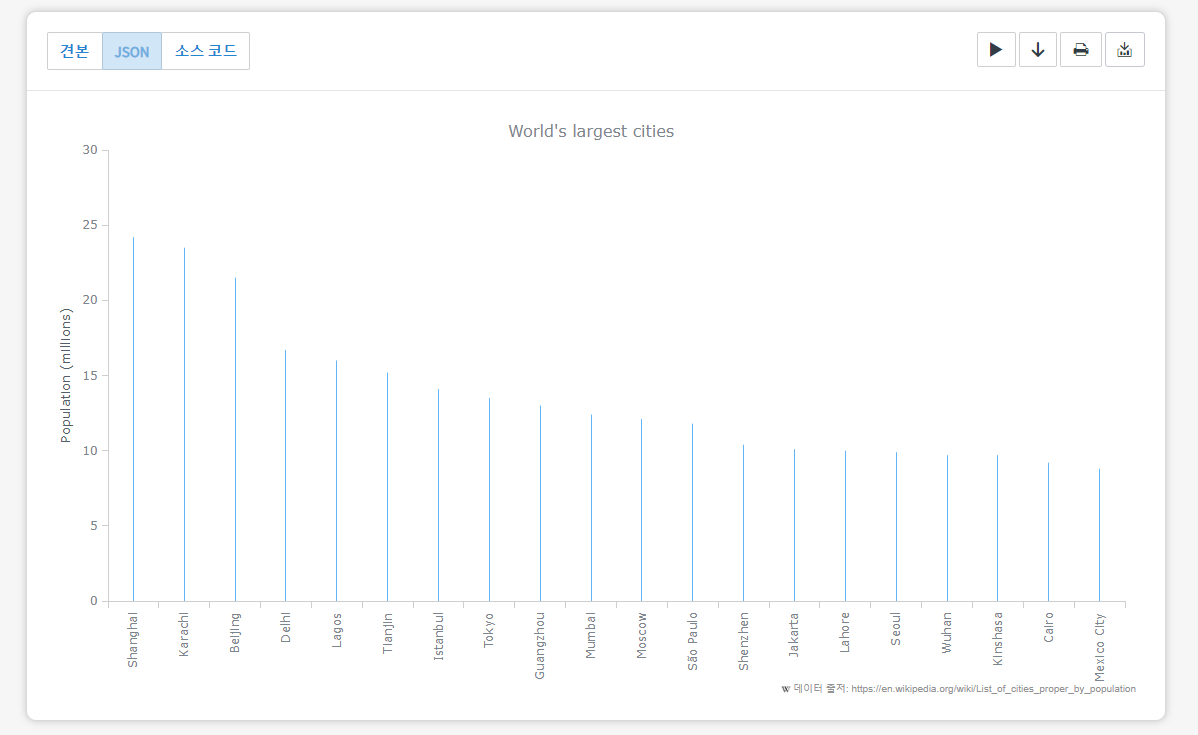 견본 JSON 소스 코드
World's largest cities
30
25
20
15
10
5
0
Population (millions)
Shanghai
Karachi
Beijing
Delhi
Lagos
Tianjin
Istanbul
Tokyo
Guangzhou
Mumbai
Moscow
São Paulo
Shenzhen
Jakarta
Lahore
Seoul
Wuhan
Kinshasa
Cairo
Mexico City
W 데이터 출저: https://en.wikipedia.org/wiki/List_of_cities_proper_by_population